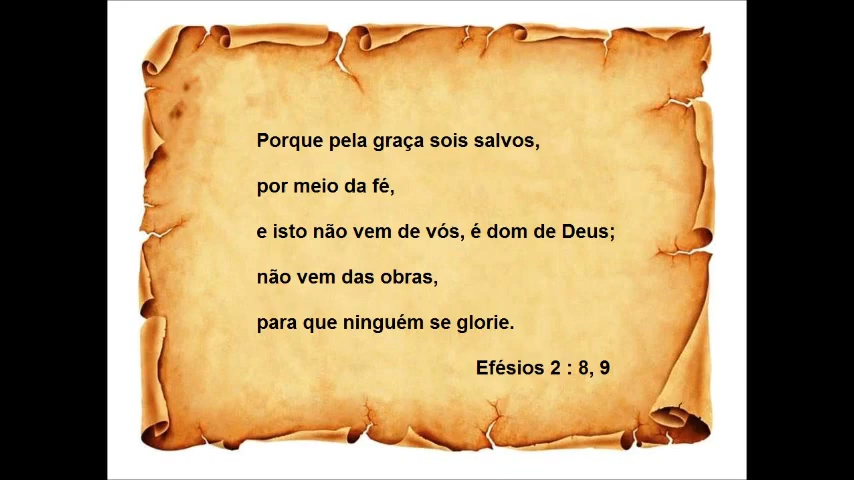 Porque pela graça sois salvos,
por meio da fé,
e isto não vem de vós, é dom de Deus;
não vem das obras,
para que ninguém se glorie.
Efésios 2 : 8, 9